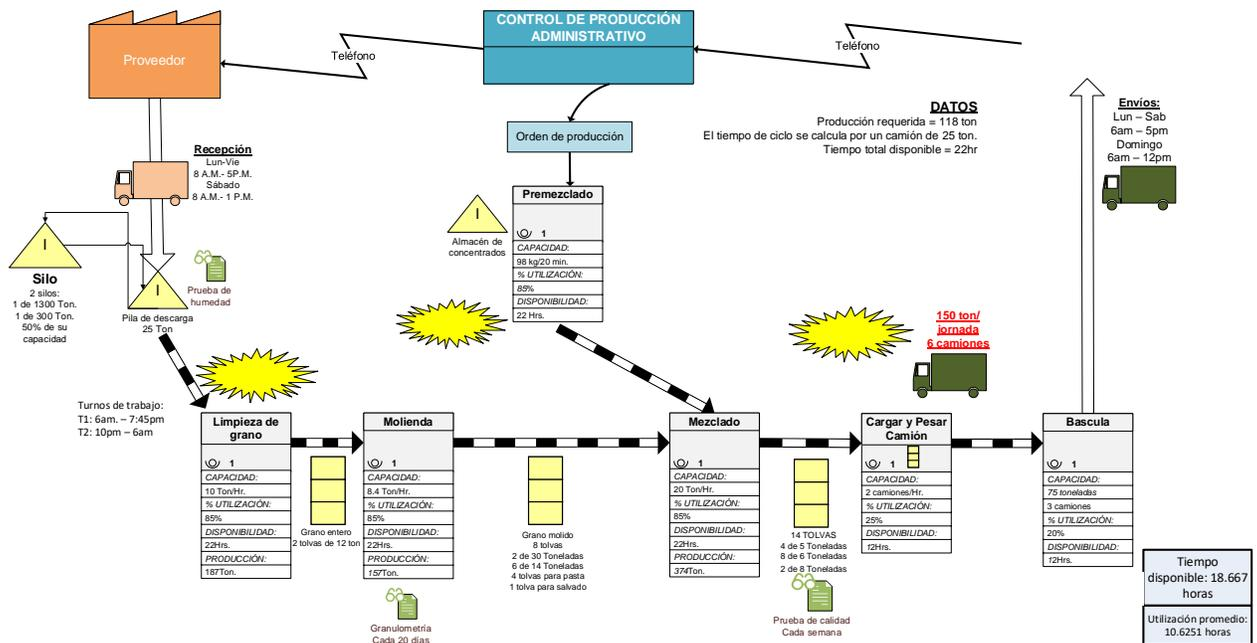 CONTROL DE PRODUCCIÓN
ADMINISTRATIVO
Proveedor
Teléfono
Teléfono
Orden de producción
DATOS
Producción requerida = 118 ton
El tiempo de ciclo se calcula por un camión de 25 ton.
Tiempo total disponible = 22hr
Envíos:
Lun – Sab
6am – 5pm
Domingo
6am – 12pm
Recepción
Lun-Vie
8 A.M.- 5P.M.
Sábado
8 A.M.- 1 P.M.
I
Silo
2 silos:
1 de 1300 Ton.
1 de 300 Ton.
50% de su
capacidad
I
Pila de descarga
25 Ton
Prueba de
humedad
I
Almacén de
concentrados
Premezclado
1
CAPACIDAD:
98 kg/20 min.
% UTILIZACIÓN:
85%
DISPONIBILIDAD:
22 Hrs.
150 ton/
jornada
6 camiones
Turnos de trabajo:
T1: 6am. – 7:45pm
T2: 10pm – 6am
Limpieza de
grano
1
CAPACIDAD:
10 Ton/Hr.
% UTILIZACIÓN:
85%
DISPONIBILIDAD:
22Hrs.
PRODUCCIÓN:
187Ton.
Grano entero
2 tolvas de 12 ton
Molienda
1
CAPACIDAD:
8.4 Ton/Hr.
% UTILIZACIÓN:
85%
DISPONIBILIDAD:
22Hrs.
PRODUCCIÓN:
157Ton.
Granulometría
Cada 20 días
Grano molido
8 tolvas
2 de 30 Toneladas
6 de 14 Toneladas
4 tolvas para pasta
1 tolva para salvado
Mezclado
1
CAPACIDAD:
20 Ton/Hr.
% UTILIZACIÓN:
85%
DISPONIBILIDAD:
22Hrs.
PRODUCCIÓN:
374Ton.
14 TOLVAS
4 de 5 Toneladas
8 de 6 Toneladas
2 de 8 Toneladas
Prueba de calidad
Cada semana
Cargar y Pesar
Camión
1
CAPACIDAD:
2 camiones/Hr.
% UTILIZACIÓN:
25%
DISPONIBILIDAD:
12Hrs.
Bascula
1
CAPACIDAD:
75 toneladas
3 camiones
% UTILIZACIÓN:
20%
DISPONIBILIDAD:
12Hrs.
Tiempo
disponible: 18.667
horas
Utilización promedio:
10.6251 horas